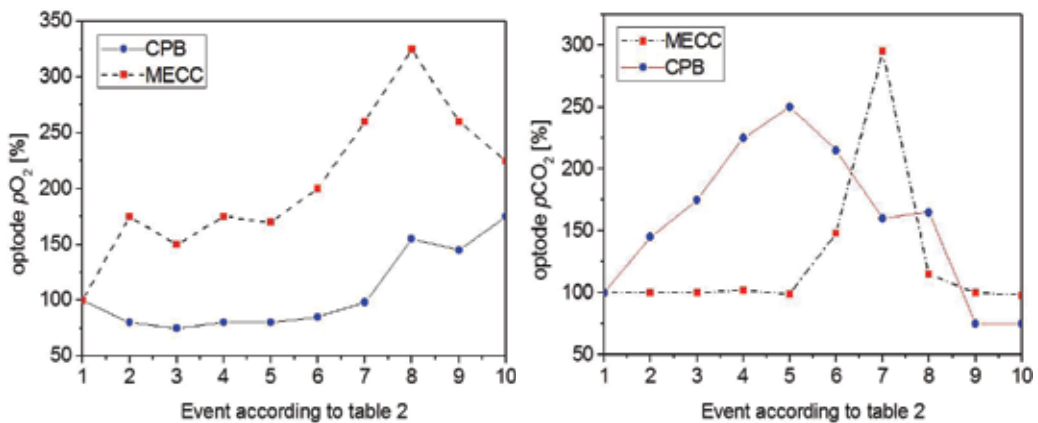 350
300
250
200
150
100
50
optode pO₂ [%]
CPB
MECC
1 2 3 4 5 6 7 8 9 10
Event according to table 2
300
250
200
150
100
50
optode pCO₂ [%]
MECC
CPB
1 2 3 4 5 6 7 8 9 10
Event according to table 2